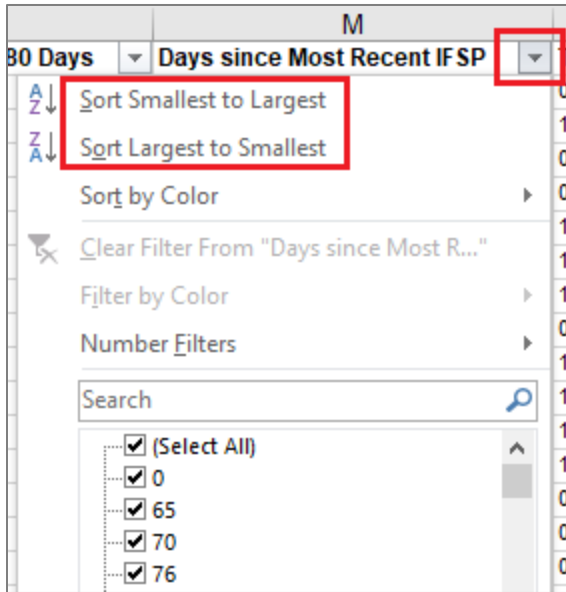 M
80 Days
Days since Most Recent IFSP
A
Z
Sort Smallest to Largest
Z
A
Sort Largest to Smallest
Sort by Color
Clear Filter From "Days since Most R..."
Filter by Color
Number Filters
Search
(Select All)
0
65
70
76